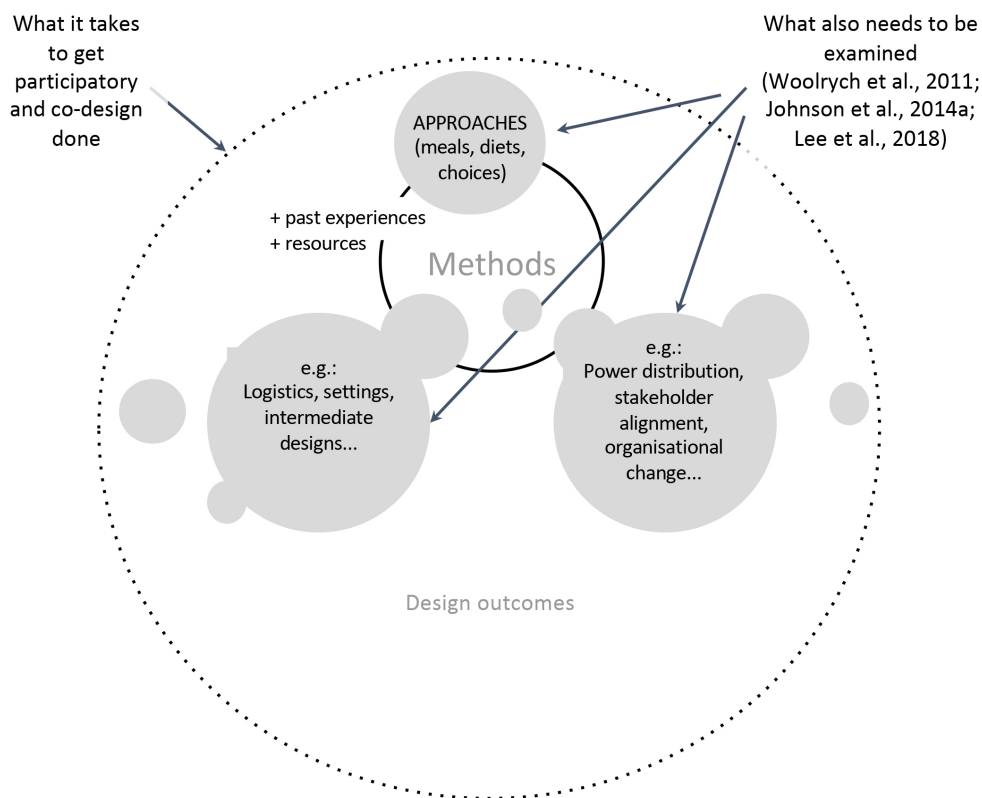 What it takes
to get
participatory
and co-design
done
What also needs to be
examined
(Woolrych et al., 2011;
Johnson et al., 2014a;
Lee et al., 2018)
APPROACHES
(meals, diets,
choices)
+ past experiences
+ resources
Methods
e.g.:
Logistics, settings,
intermediate
designs...
e.g.:
Power distribution,
stakeholder
alignment,
organisational
change...
Design outcomes